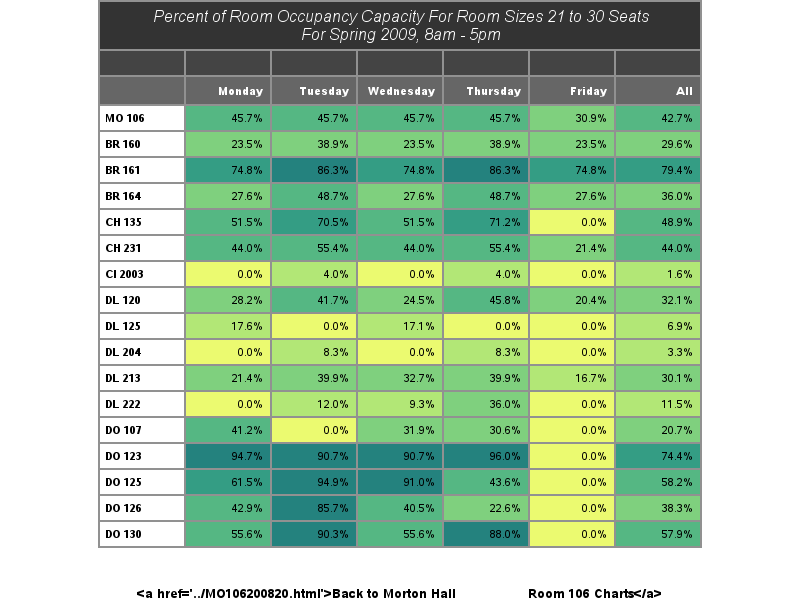 Percent of Room Occupancy Capacity For Room Sizes 21 to 30 Seats
For Spring 2009, 8am - 5pm
Monday Tuesday Wednesday Thursday Friday All
MO 106 45.7% 45.7% 45.7% 45.7% 30.9% 42.7%
BR 160 23.5% 38.9% 23.5% 38.9% 23.5% 29.6%
BR 161 74.8% 86.3% 74.8% 86.3% 74.8% 79.4%
BR 164 27.6% 48.7% 27.6% 48.7% 27.6% 36.0%
CH 135 51.5% 70.5% 51.5% 71.2% 0.0% 48.9%
CH 231 44.0% 55.4% 44.0% 55.4% 21.4% 44.0%
CI 2003 0.0% 4.0% 0.0% 4.0% 0.0% 1.6%
DL 120 28.2% 41.7% 24.5% 45.8% 20.4% 32.1%
DL 125 17.6% 0.0% 17.1% 0.0% 0.0% 6.9%
DL 204 0.0% 8.3% 0.0% 8.3% 0.0% 3.3%
DL 213 21.4% 39.9% 32.7% 39.9% 16.7% 30.1%
DL 222 0.0% 12.0% 9.3% 36.0% 0.0% 11.5%
DO 107 41.2% 0.0% 31.9% 30.6% 0.0% 20.7%
DO 123 94.7% 90.7% 90.7% 96.0% 0.0% 74.4%
DO 125 61.5% 94.9% 91.0% 43.6% 0.0% 58.2%
DO 126 42.9% 85.7% 40.5% 22.6% 0.0% 38.3%
DO 130 55.6% 90.3% 55.6% 88.0% 0.0% 57.9%
<a href='../MO106200820.html'>Back to Morton Hall Room 106 Charts</a>